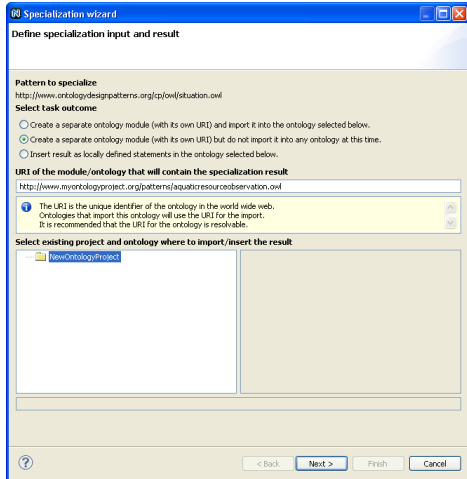 Specialization wizard
Define specialization input and result
Pattern to specialize
http://www.ontologydesignpatterns.org/cp/owl/situation.owl
Select task outcome
Create a separate ontology module (with its own URI) and import it into the ontology selected below.
Create a separate ontology module (with its own URI) but do not import it into any ontology at this time.
Insert result as locally defined statements in the ontology selected below.
URI of the module/ontology that will contain the specialization result
http://www.myontologyproject.org/patterns/aquaticresourceobservation.owl
The URI is the unique identifier of the ontology in the world wide web.
Ontologies that import this ontology will use the URI for the import.
It is recommended that the URI for the ontology is resolvable.
Select existing project and ontology where to import/insert the result
NewOntologyProject
< Back Next > Finish Cancel